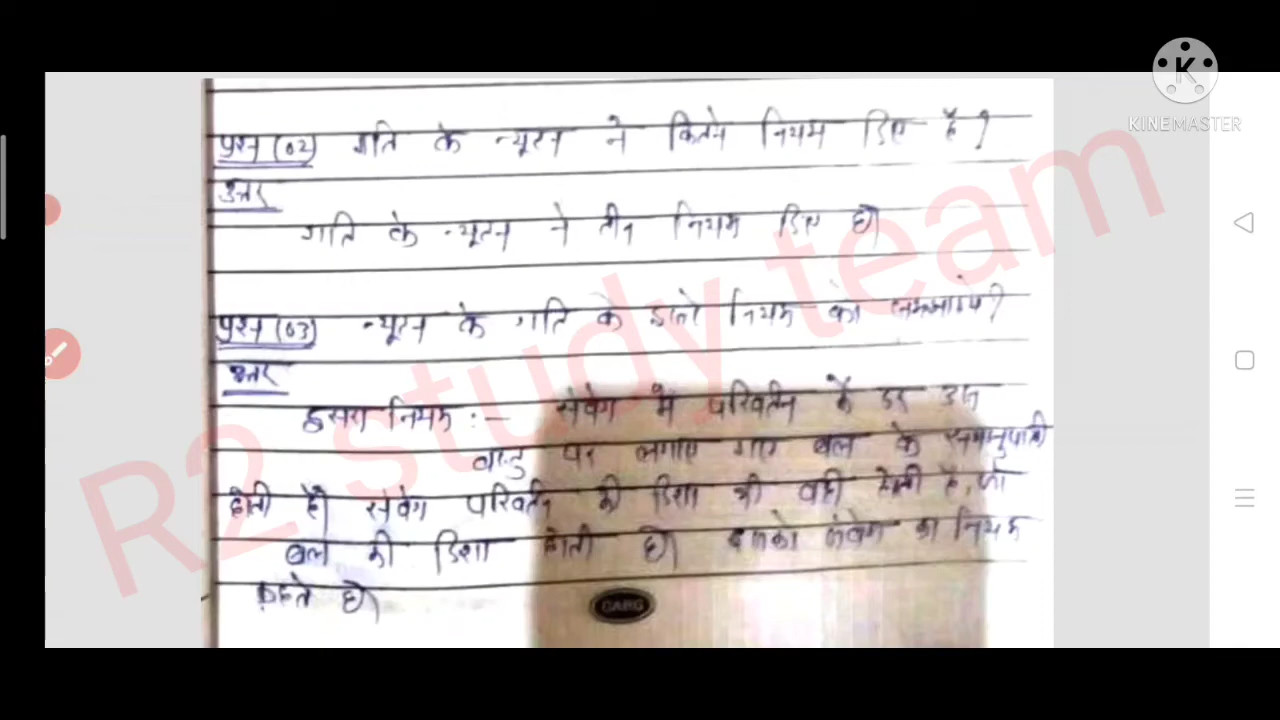 KINEMASTER
प्रश्न (02) गति के न्यूटन ने कितने नियम दिए है ?
उत्तर
गति के न्यूटन ने तीन नियम दिए है।
प्रश्न (03) न्यूटन के गति के दूसरे नियम को समझाये ?
उत्तर
दूसरा नियम :- संवेग में परिवर्तन के दर उस
वस्तु पर लगाए गए बल के समानुपाती
होती है। संवेग परिवर्तन की दिशा भी वही होती है, जो
बल की दिशा होती है। इसको संवेग का नियम
कहते है।
R2 study team